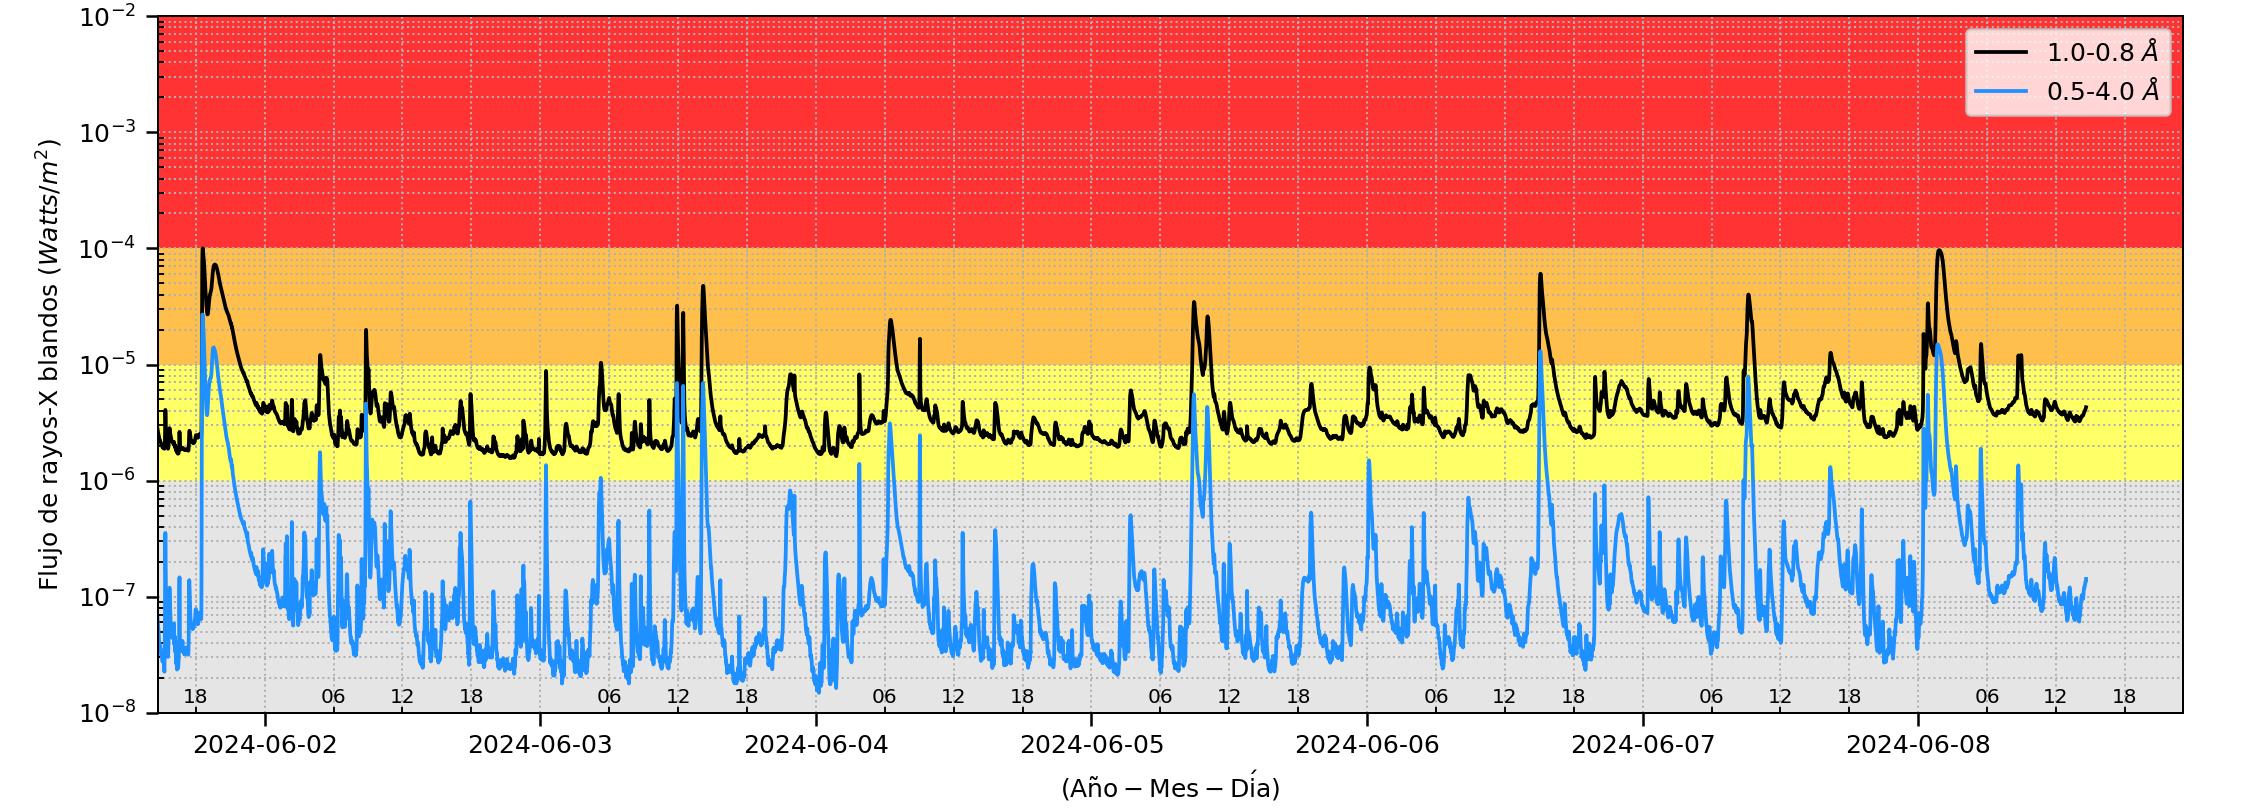 10⁻²
10⁻³
10⁻⁴
10⁻⁵
10⁻⁶
10⁻⁷
10⁻⁸
Flujo de rayos-X blandos (Watts/m²)
1.0-0.8 Å
0.5-4.0 Å
18 06 12 18 06 12 18 06 12 18 06 12 18 06 12 18 06 12 18 06 12 18
2024-06-02 2024-06-03 2024-06-04 2024-06-05 2024-06-06 2024-06-07 2024-06-08
(Año − Mes − Día)